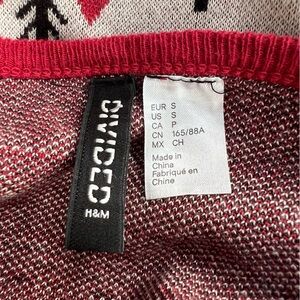 DIVIDED
H&M
EUR S
US S
CA P
CN 165/88A
MX CH
Made in
China
Fabriqué en
Chine